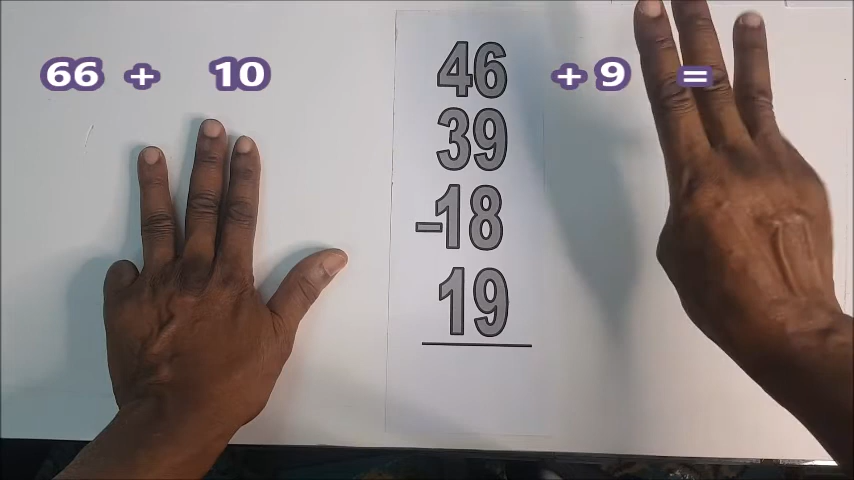 66 + 10 + 9 =
46
39
-18
19